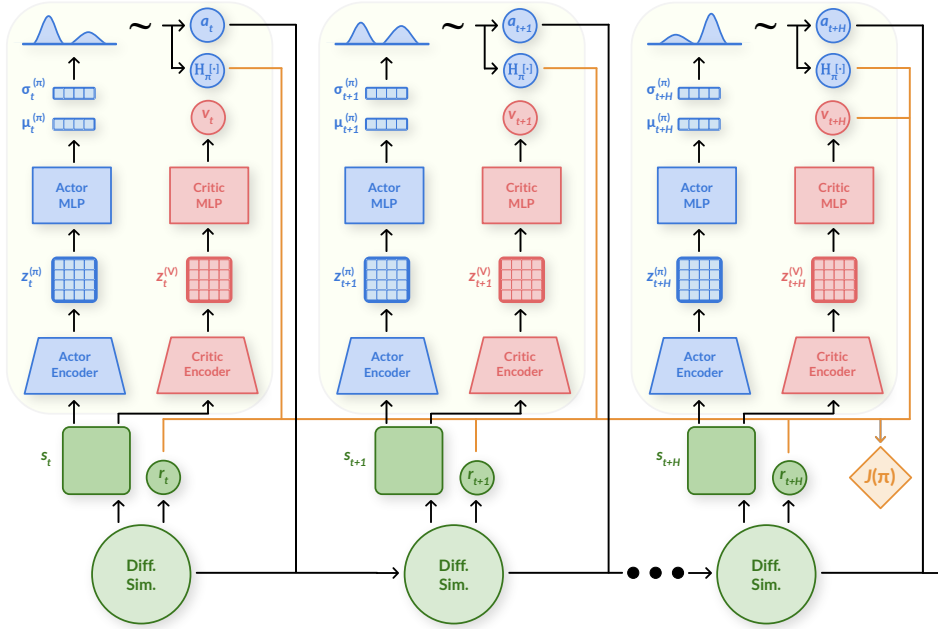 ~ a_t
H_π[·]
σ_t^(π)
μ_t^(π)
v_t
Actor
MLP
Critic
MLP
z_t^(π)
z_t^(V)
Actor
Encoder
Critic
Encoder
s_t
r_t
Diff.
Sim.
~ a_{t+1}
H_π[·]
σ_{t+1}^(π)
μ_{t+1}^(π)
v_{t+1}
Actor
MLP
Critic
MLP
z_{t+1}^(π)
z_{t+1}^(V)
Actor
Encoder
Critic
Encoder
s_{t+1}
r_{t+1}
Diff.
Sim.
~ a_{t+H}
H_π[·]
σ_{t+H}^(π)
μ_{t+H}^(π)
v_{t+H}
Actor
MLP
Critic
MLP
z_{t+H}^(π)
z_{t+H}^(V)
Actor
Encoder
Critic
Encoder
s_{t+H}
r_{t+H}
J(π)
Diff.
Sim.